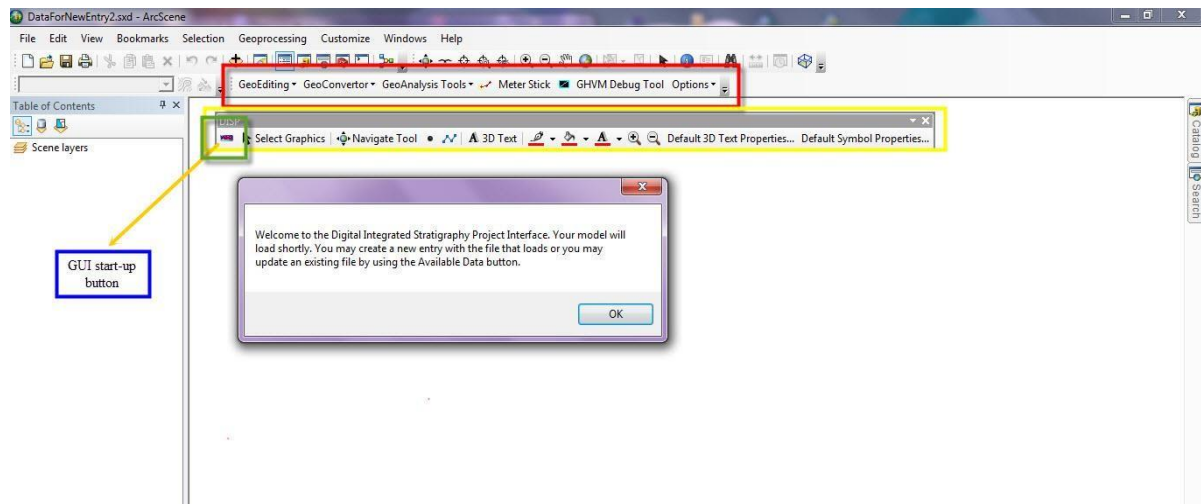 DataForNewEntry2.sxd - ArcScene
File Edit View Bookmarks Selection Geoprocessing Customize Windows Help
GeoEditing GeoConvertor GeoAnalysis Tools Meter Stick GHVM Debug Tool Options
Table of Contents
Scene layers
DISP
Select Graphics Navigate Tool A 3D Text A Default 3D Text Properties... Default Symbol Properties...
Catalog
Search
Welcome to the Digital Integrated Stratigraphy Project Interface. Your model will
load shortly. You may create a new entry with the file that loads or you may
update an existing file by using the Available Data button.
OK
GUI start-up
button